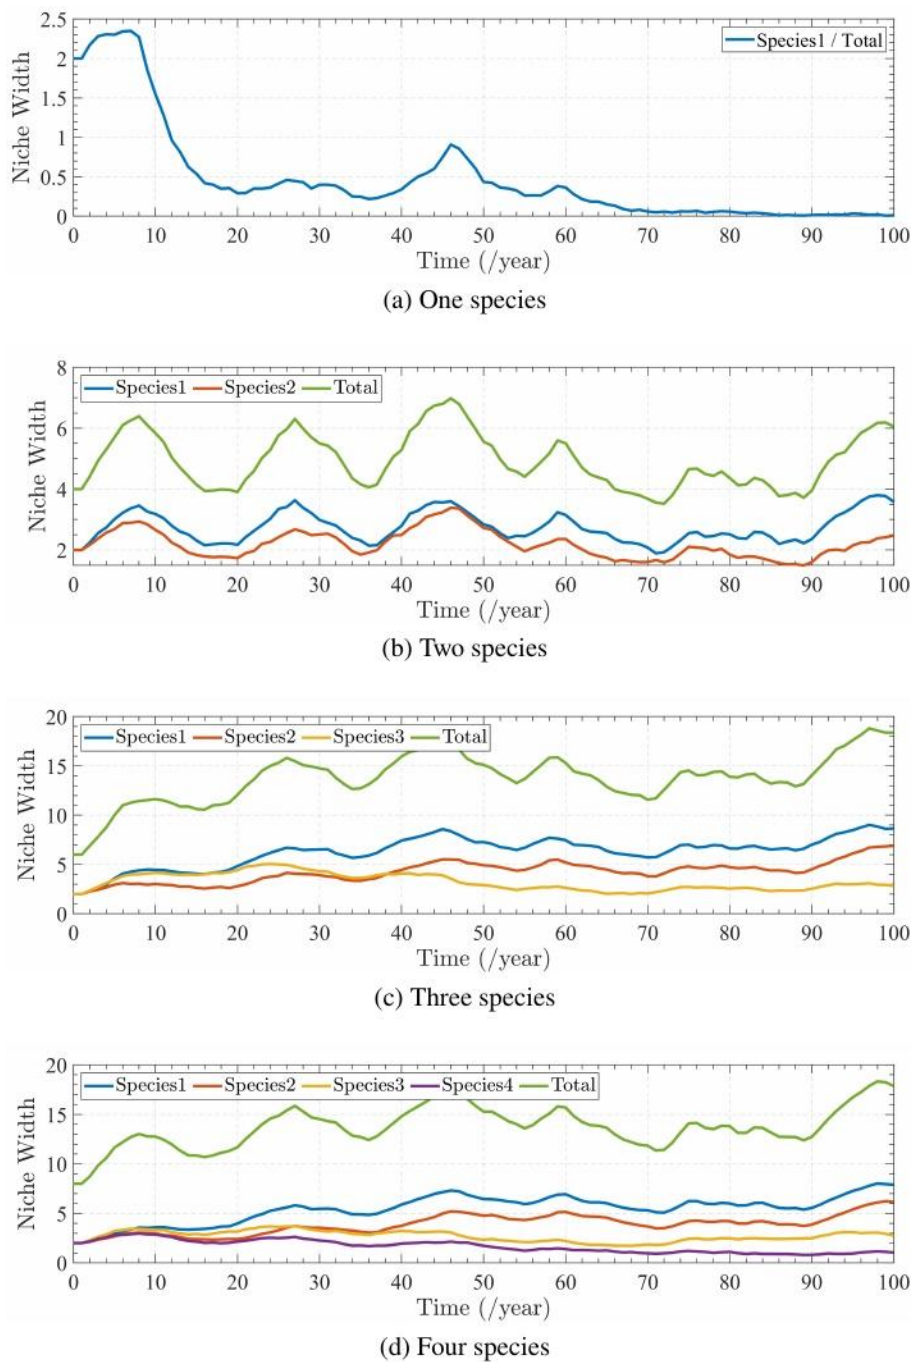 2.5
2
1.5
1
0.5
0
Niche Width
Species1 / Total
0 10 20 30 40 50 60 70 80 90 100
Time (/year)
(a) One species
8
6
4
2
Niche Width
Species1 Species2 Total
0 10 20 30 40 50 60 70 80 90 100
Time (/year)
(b) Two species
20
15
10
5
0
Niche Width
Species1 Species2 Species3 Total
0 10 20 30 40 50 60 70 80 90 100
Time (/year)
(c) Three species
20
15
10
5
0
Niche Width
Species1 Species2 Species3 Species4 Total
0 10 20 30 40 50 60 70 80 90 100
Time (/year)
(d) Four species